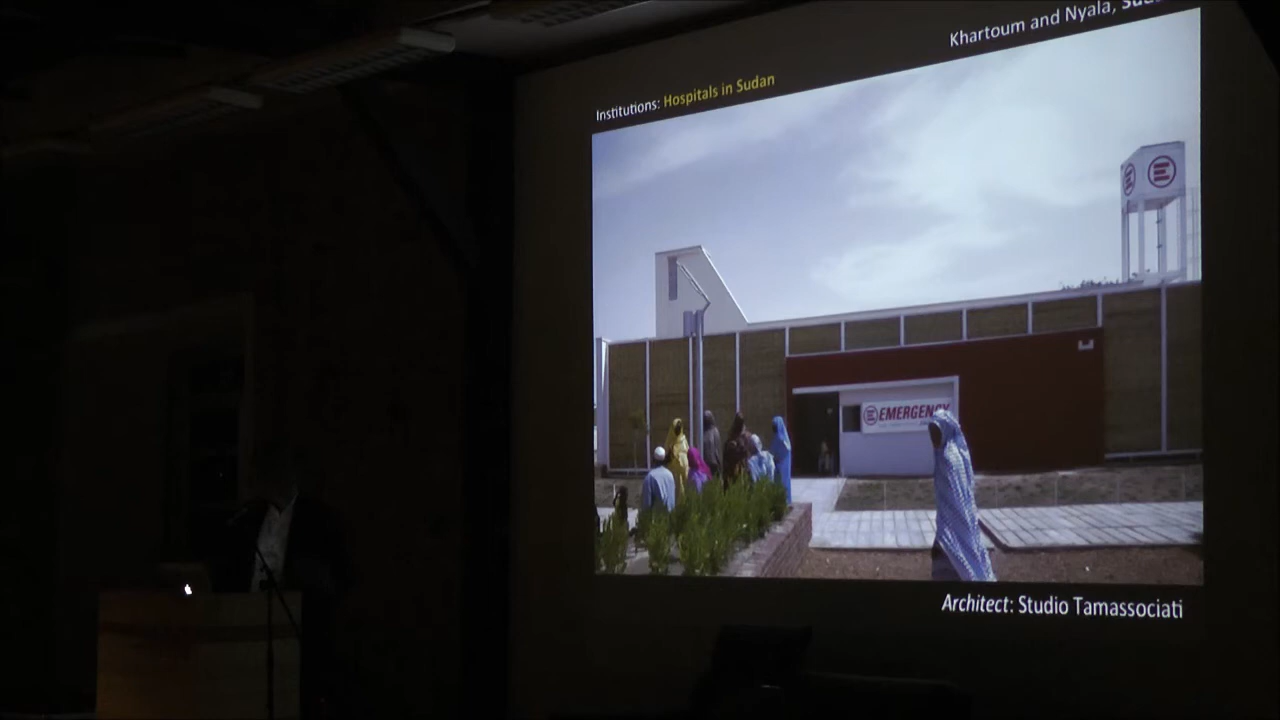 Khartoum and Nyala,
Institutions: Hospitals in Sudan
E
E
EMERGENCY
Architect: Studio Tamassociati